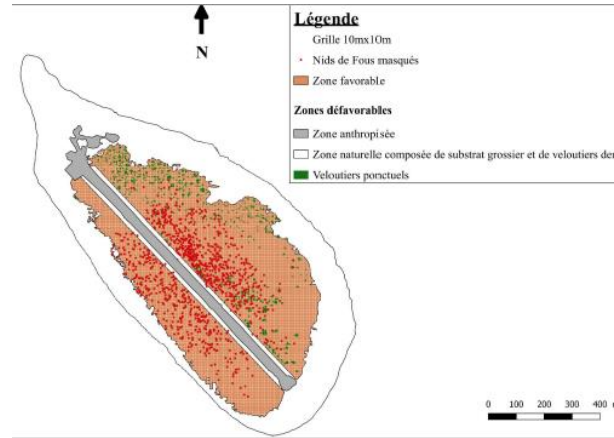 Légende
N
Grille 10mx10m
Nids de Fous masqués
Zone favorable
Zones défavorables
Zone anthropisée
Zone naturelle composée de substrat grossier et de veloutiers der
Veloutiers ponctuels
0 100 200 300 400